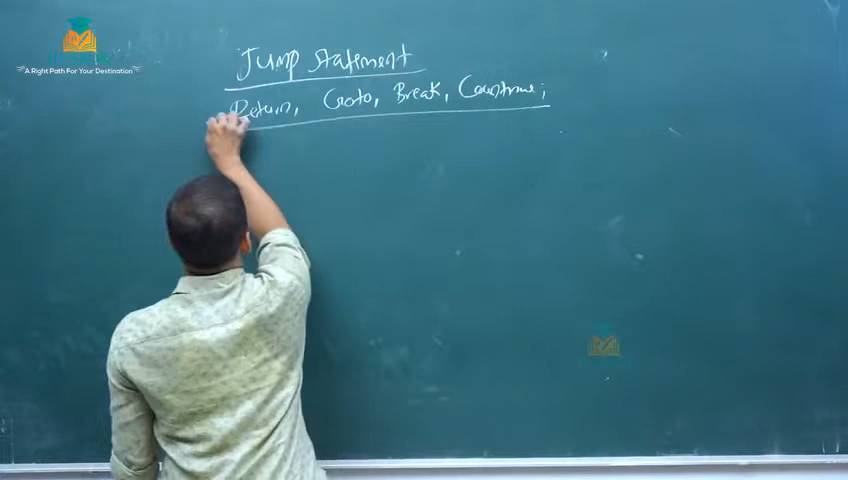 A Right Path For Your Destination
Jump Statement
Return, Goto, Break, Countinue;